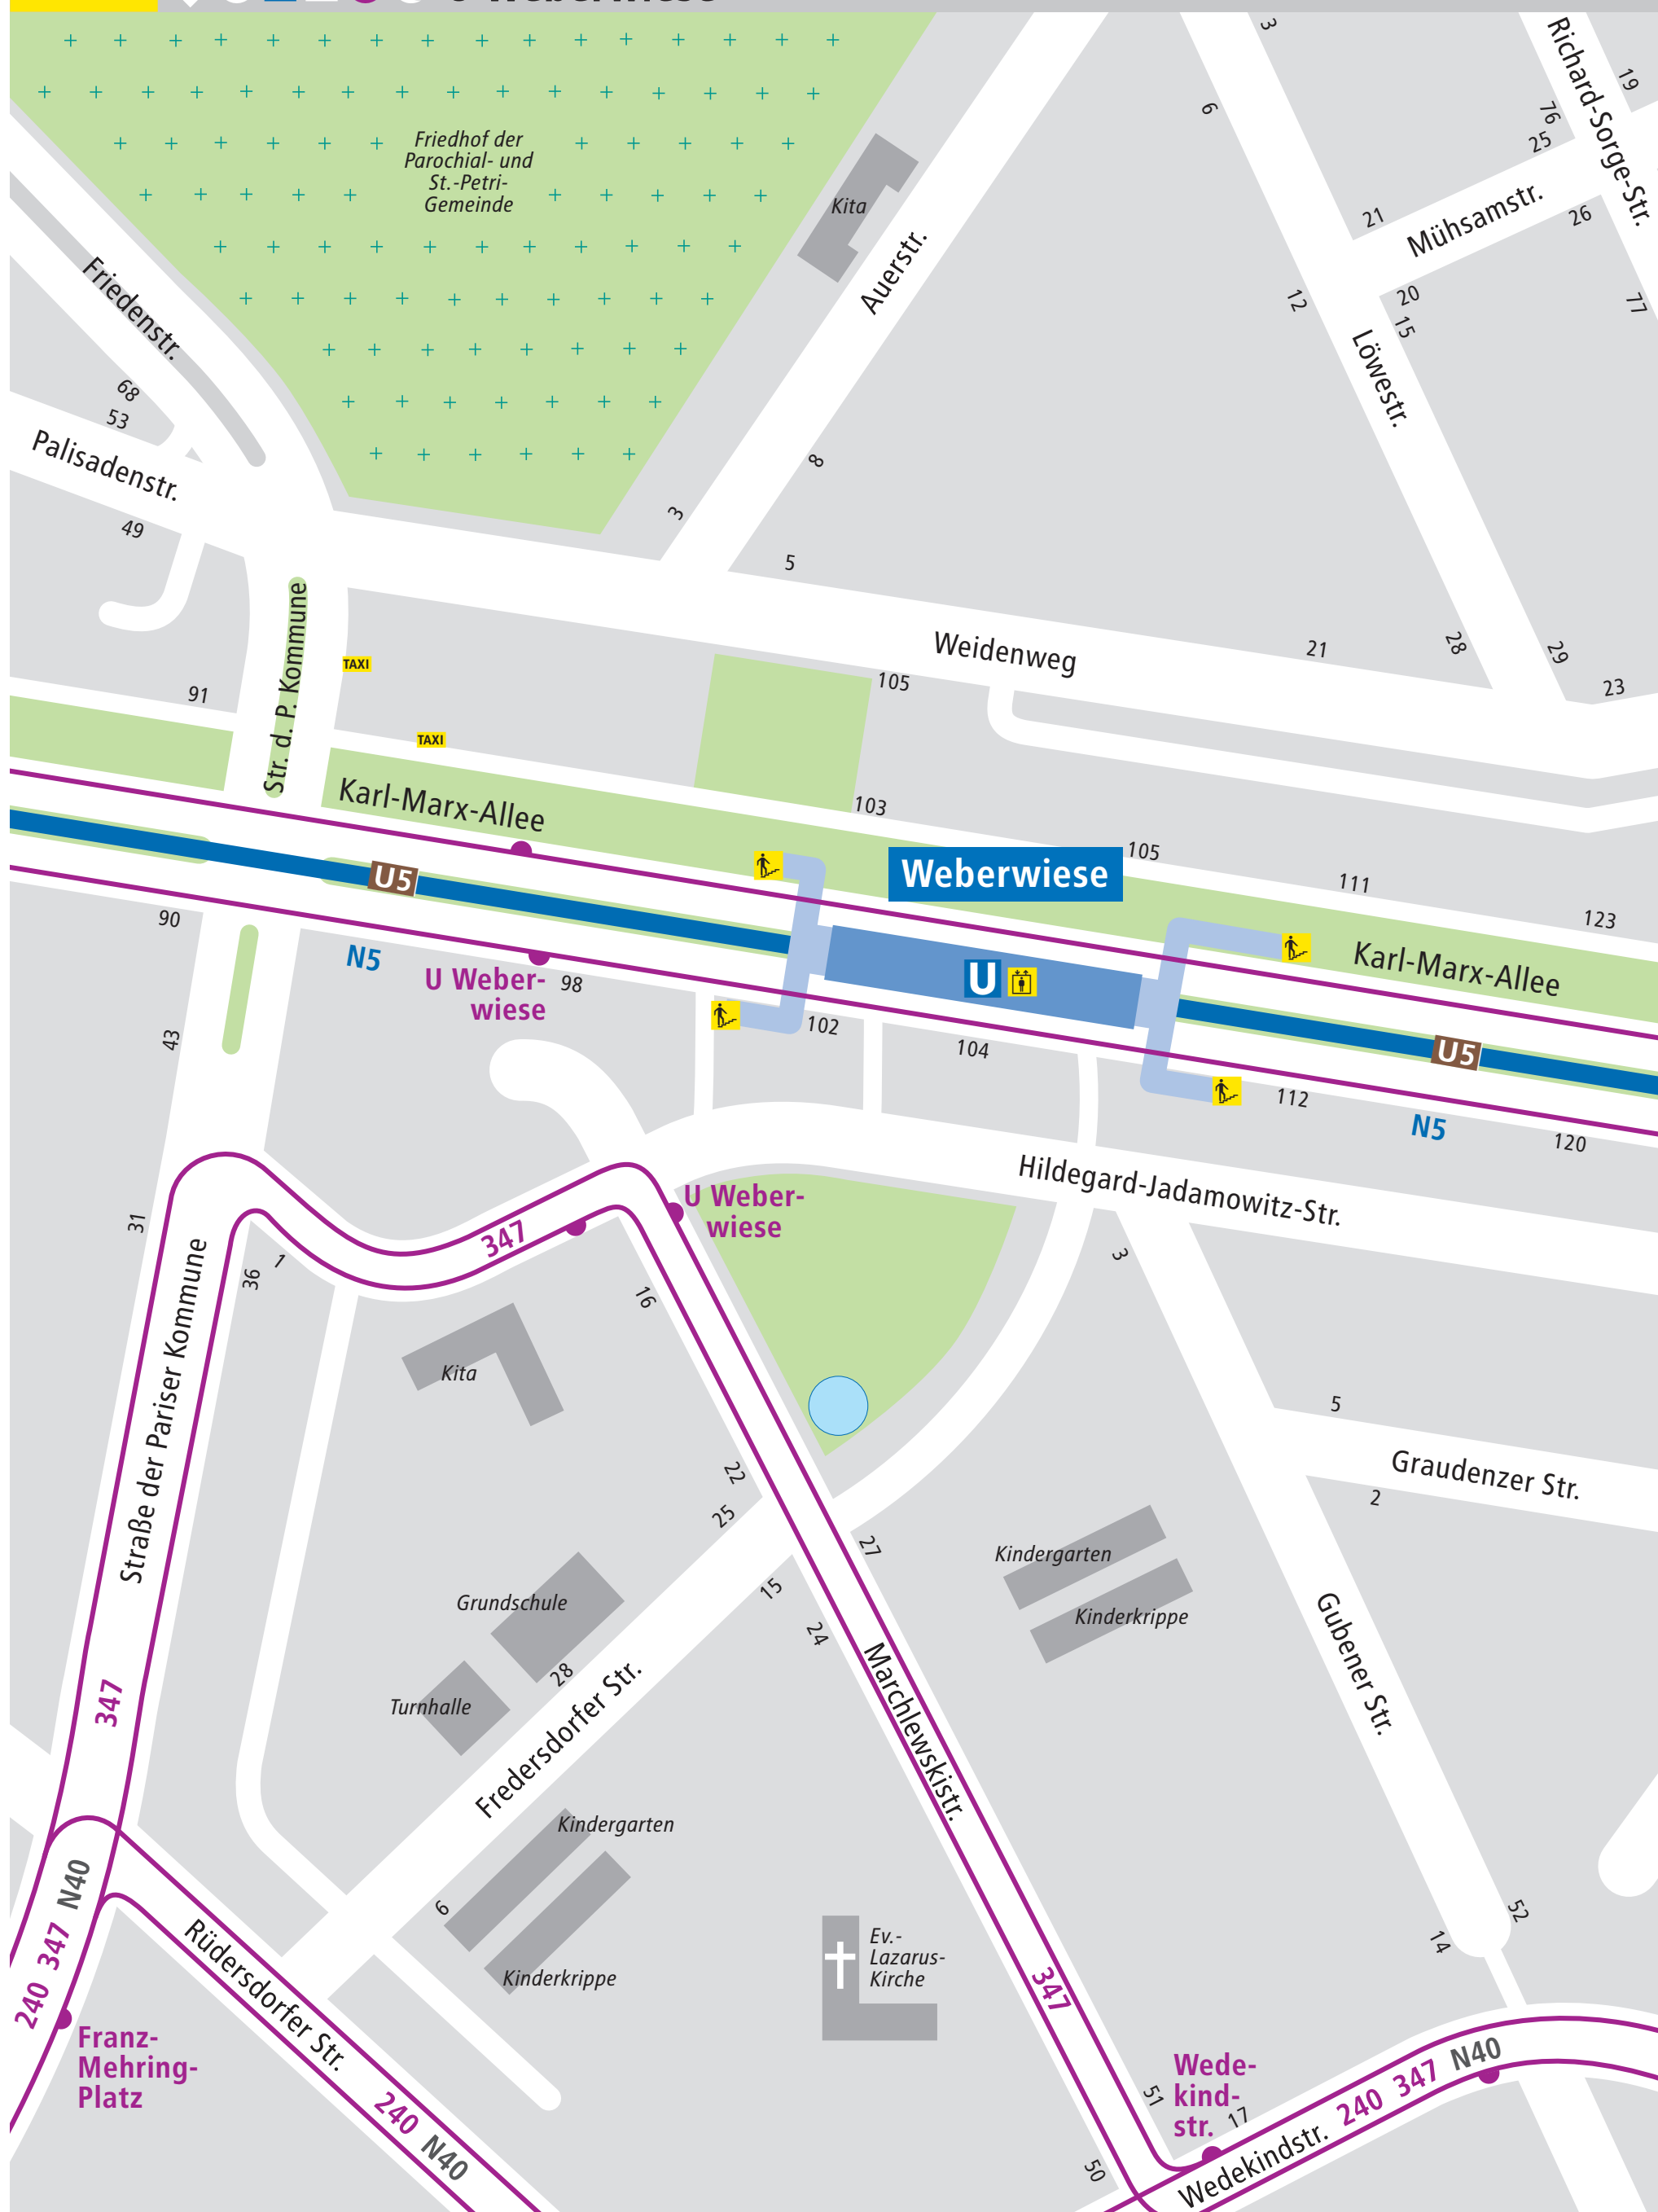 U Weberwiese
Friedhof der
Parochial- und
St.-Petri-
Gemeinde
Kita
Auerstr.
3
6
Richard-Sorge-Str.
19
76
25
21
Mühsamstr.
26
20
15
12
77
Löwestr.
Friedenstr.
68
53
Palisadenstr.
49
8
3
5
Weidenweg
21
28
29
23
Str. d. P. Kommune
TAXI
TAXI
91
105
103
Karl-Marx-Allee
Weberwiese
105
111
123
U5
90
N5
U Weber-
wiese
98
U
Karl-Marx-Allee
102
104
U5
112
N5
120
43
31
Hildegard-Jadamowitz-Str.
U Weber-
wiese
347
1
36
16
3
Straße der Pariser Kommune
Kita
5
Graudenzer Str.
2
22
25
27
15
24
Kindergarten
Kinderkrippe
Grundschule
28
Turnhalle
Fredersdorfer Str.
Marchlewskistr.
Gubener Str.
347
Kindergarten
6
Kinderkrippe
Ev.-
Lazarus-
Kirche
52
14
240 347 N40
Rüdersdorfer Str.
240 N40
Franz-
Mehring-
Platz
347
Wede-
kind-
str.
51
17
50
Wedekindstr.
240 347 N40